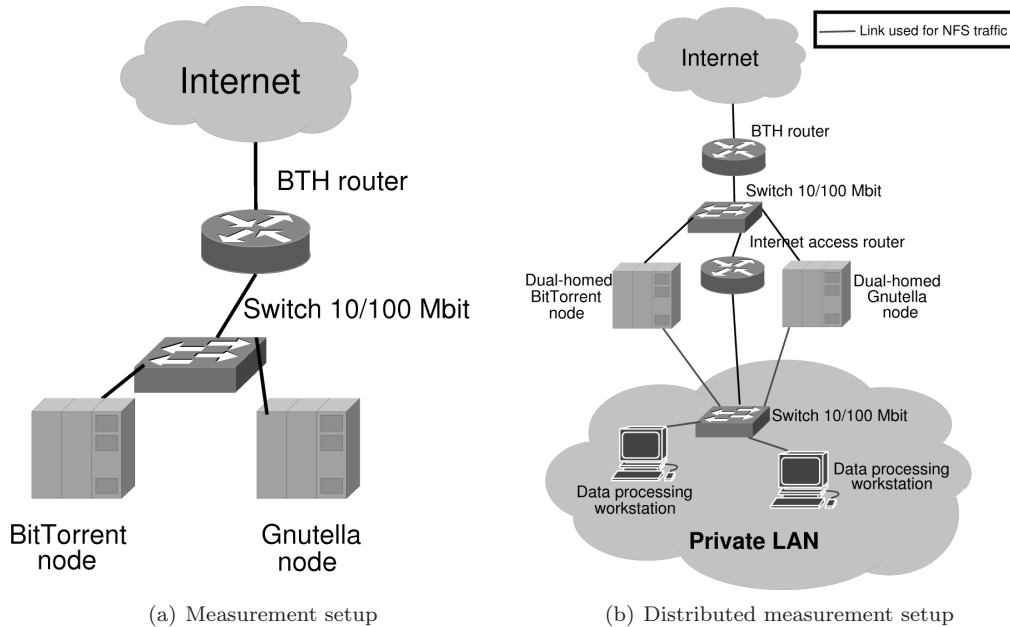 Internet
BTH router
Switch 10/100 Mbit
BitTorrent
node
Gnutella
node
(a) Measurement setup
Link used for NFS traffic
Internet
BTH router
Switch 10/100 Mbit
Internet access router
Dual-homed
BitTorrent
node
Dual-homed
Gnutella
node
Switch 10/100 Mbit
Data processing
workstation
Data processing
workstation
Private LAN
(b) Distributed measurement setup